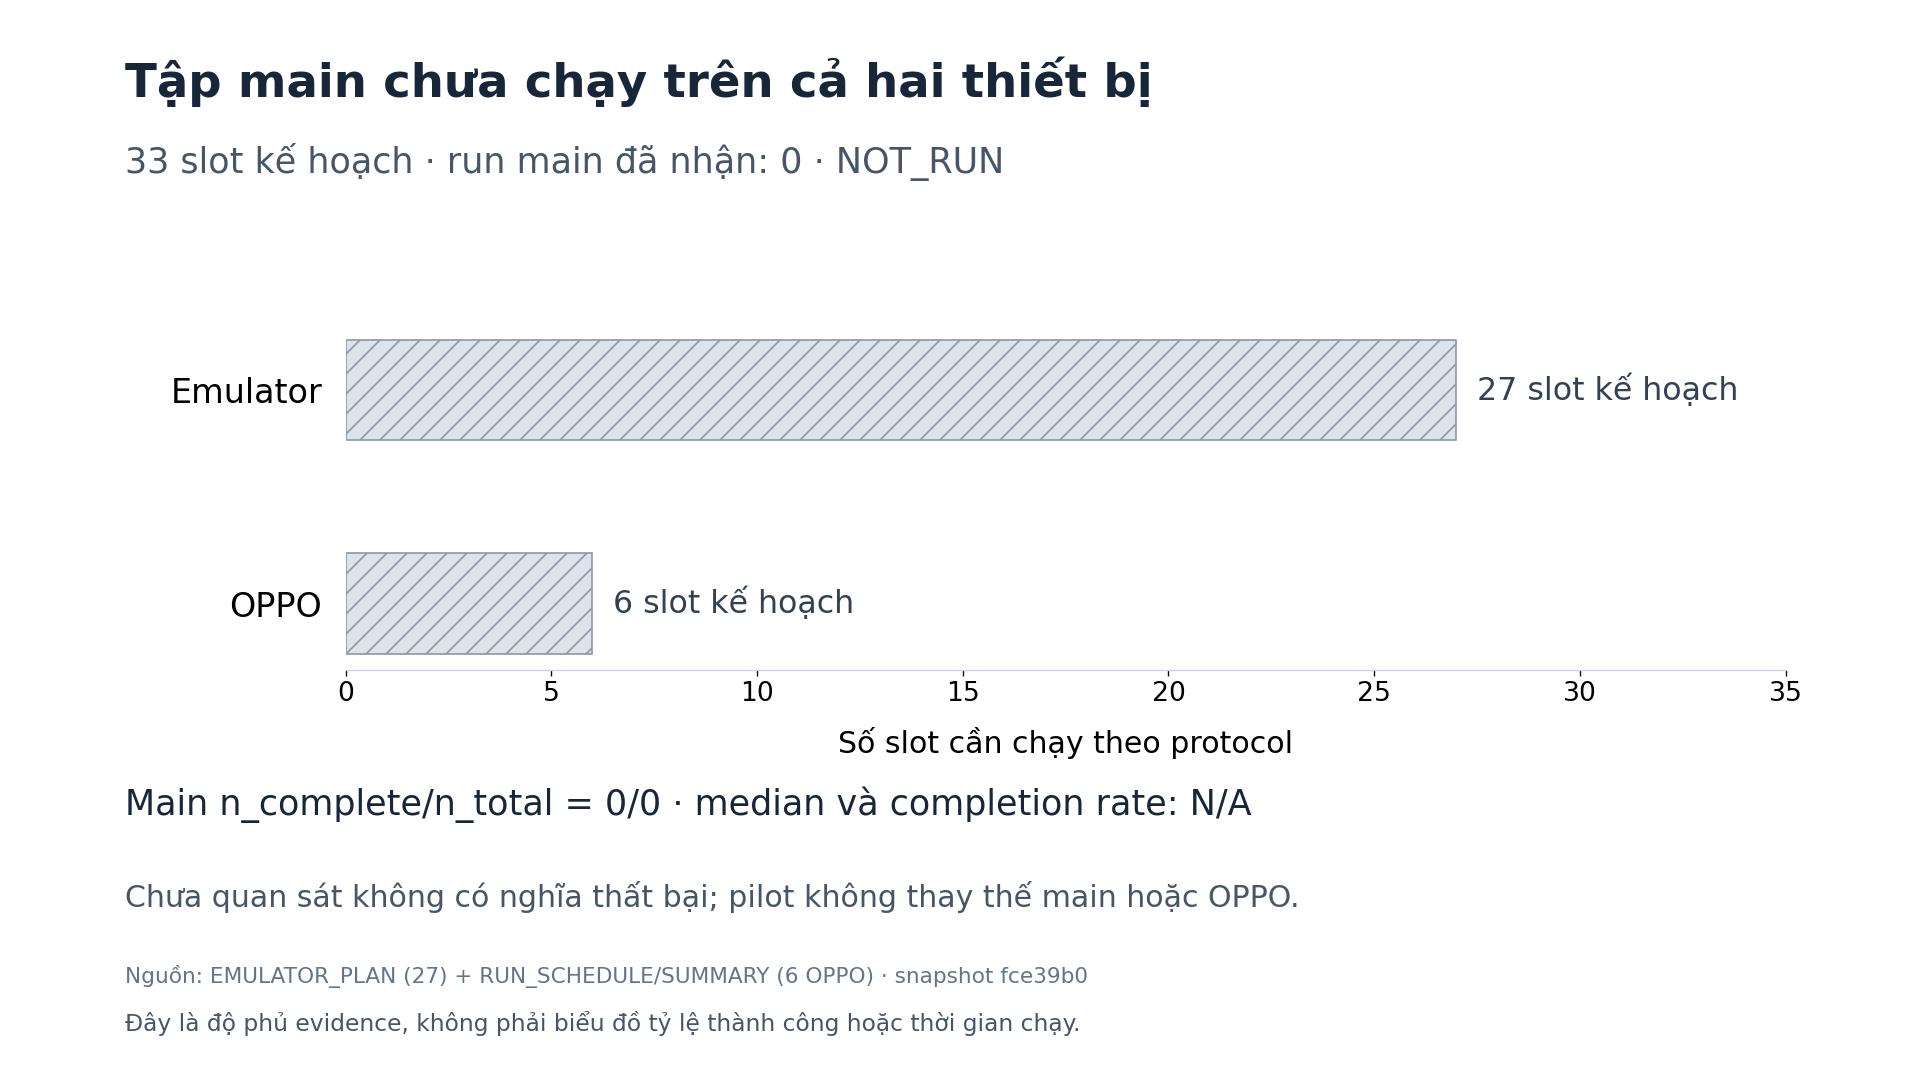 Tập main chưa chạy trên cả hai thiết bị
33 slot kế hoạch · run main đã nhận: 0 · NOT_RUN
Emulator
27 slot kế hoạch
OPPO
6 slot kế hoạch
0 5 10 15 20 25 30 35
Số slot cần chạy theo protocol
Main n_complete/n_total = 0/0 · median và completion rate: N/A
Chưa quan sát không có nghĩa thất bại; pilot không thay thế main hoặc OPPO.
Nguồn: EMULATOR_PLAN (27) + RUN_SCHEDULE/SUMMARY (6 OPPO) · snapshot fce39b0
Đây là độ phủ evidence, không phải biểu đồ tỷ lệ thành công hoặc thời gian chạy.